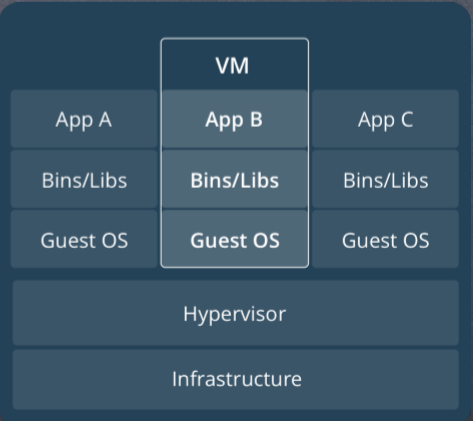 VM
App A
App B
App C
Bins/Libs
Bins/Libs
Bins/Libs
Guest OS
Guest OS
Guest OS
Hypervisor
Infrastructure